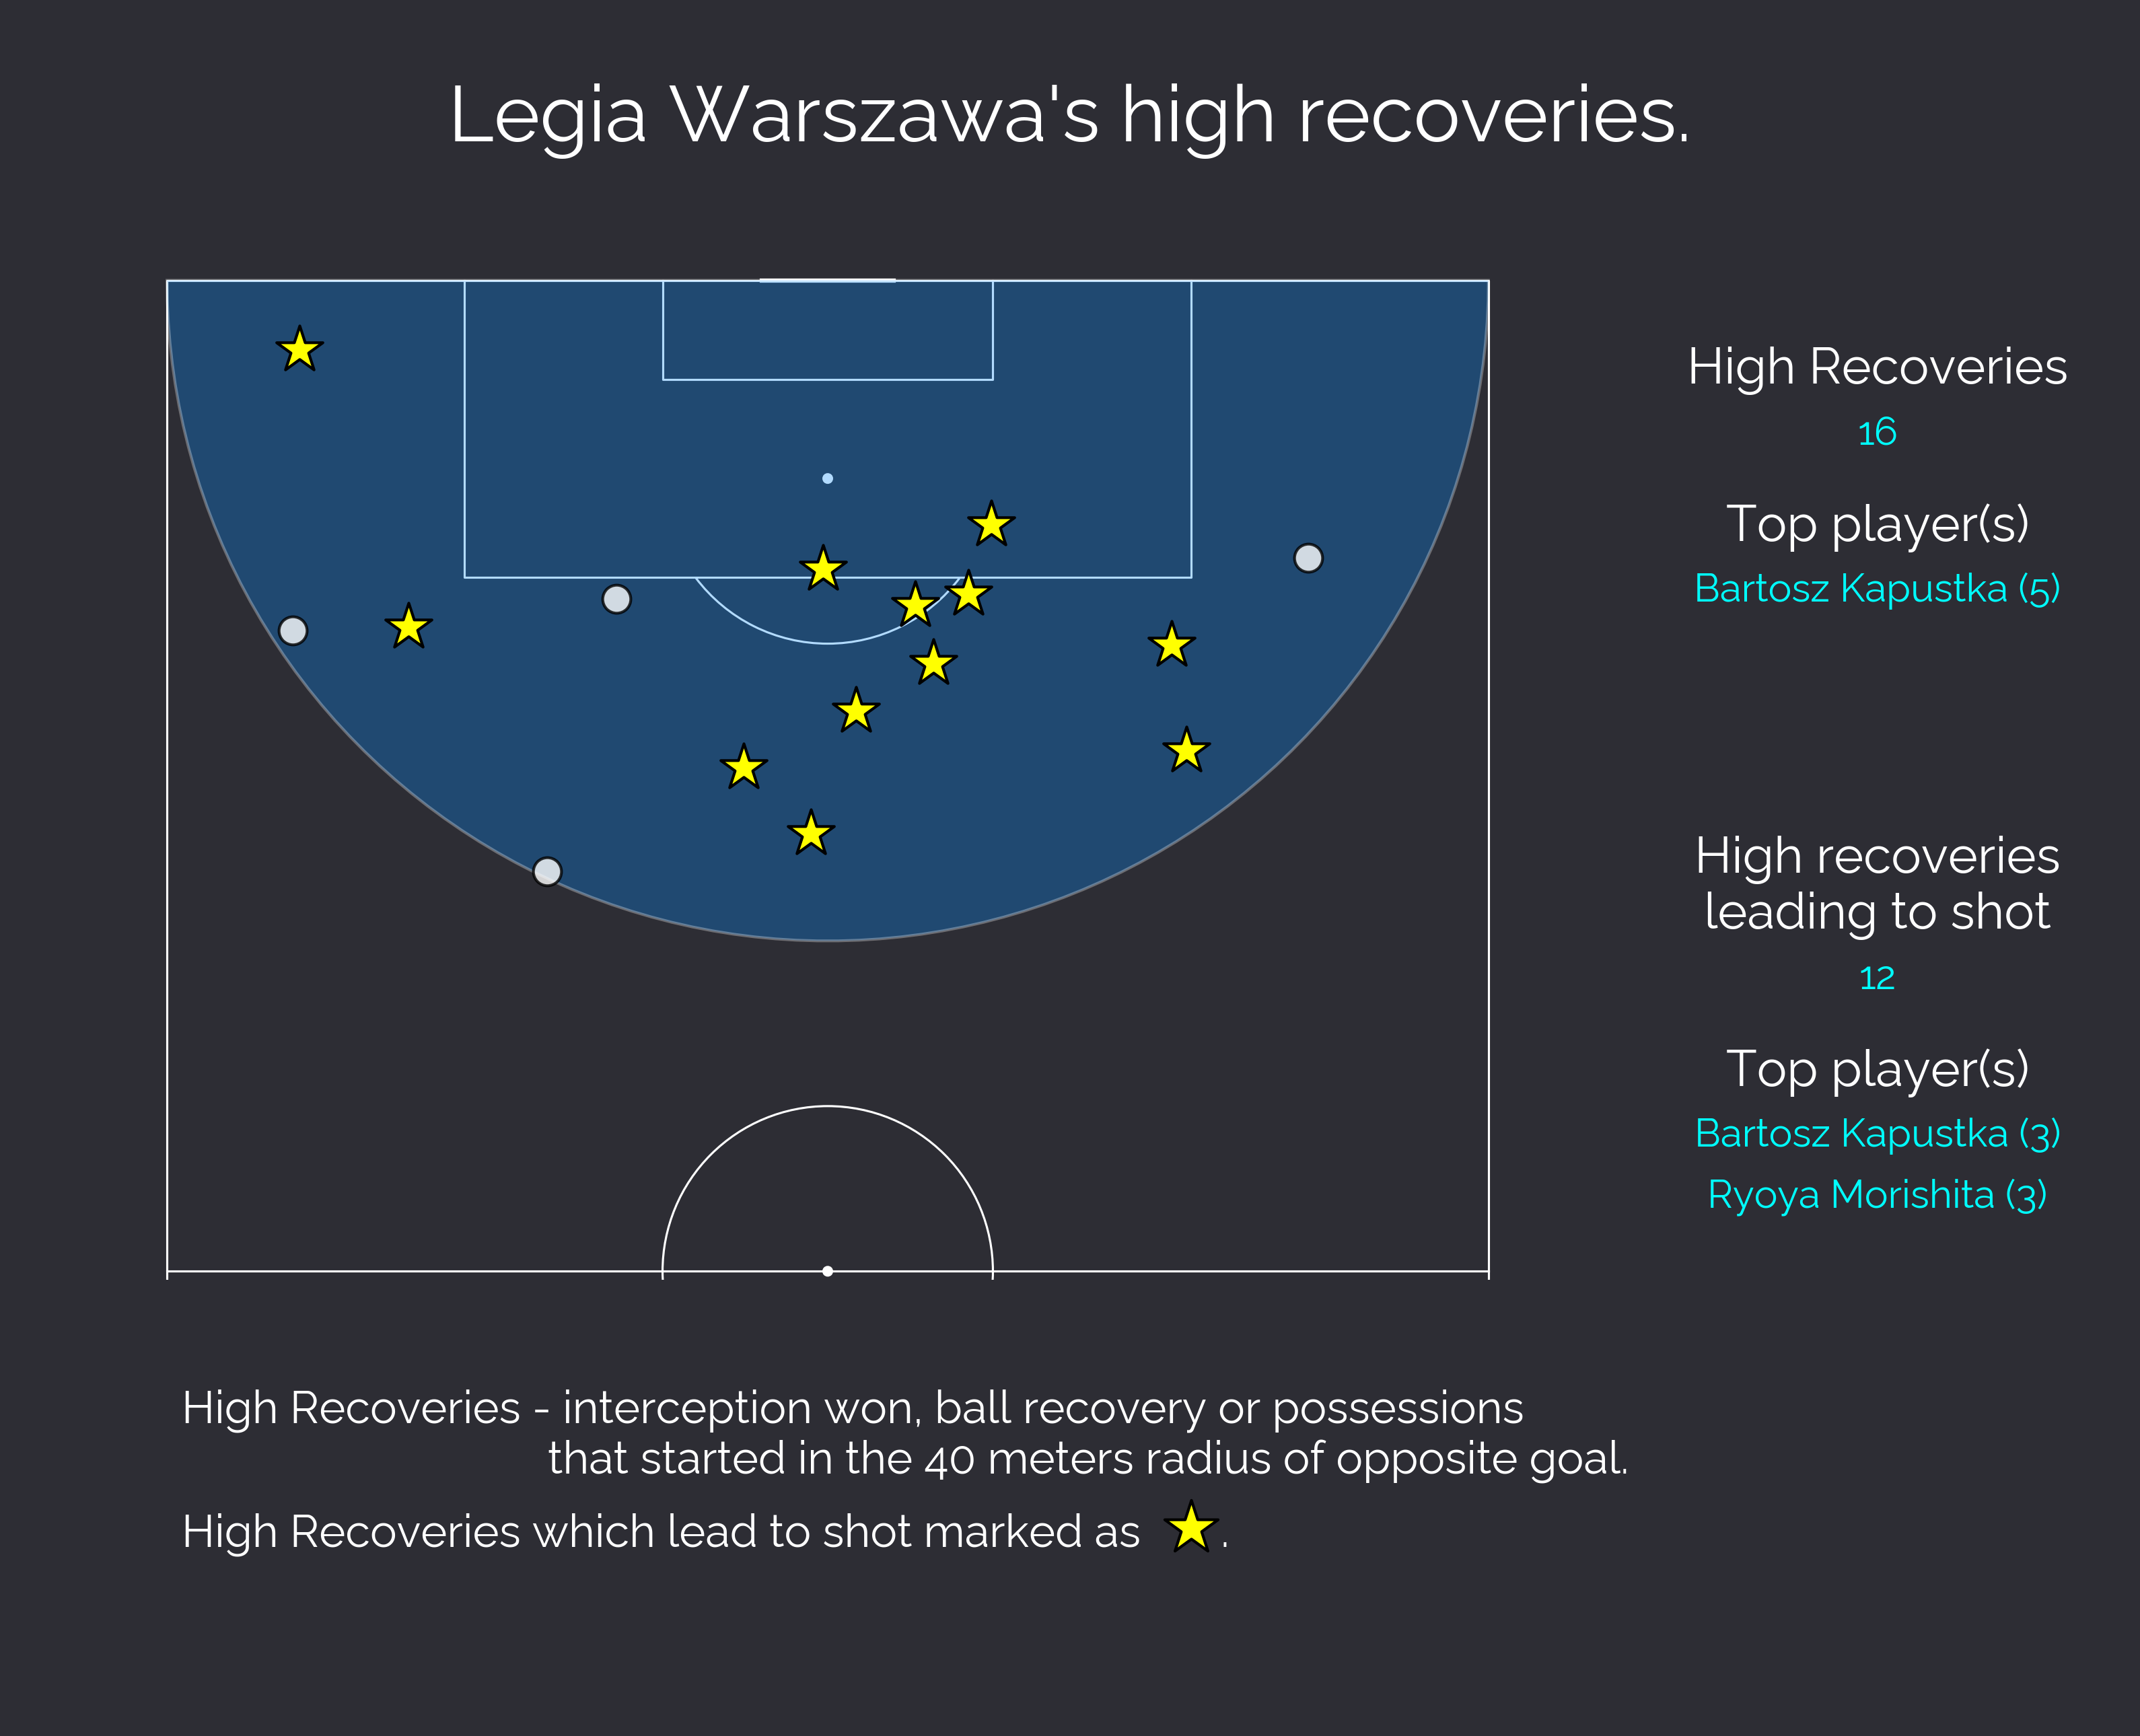 Legia Warszawa's high recoveries.
High Recoveries
16
Top player(s)
Bartosz Kapustka (5)
High recoveries
leading to shot
12
Top player(s)
Bartosz Kapustka (3)
Ryoya Morishita (3)
High Recoveries - interception won, ball recovery or possessions
that started in the 40 meters radius of opposite goal.
High Recoveries which lead to shot marked as .